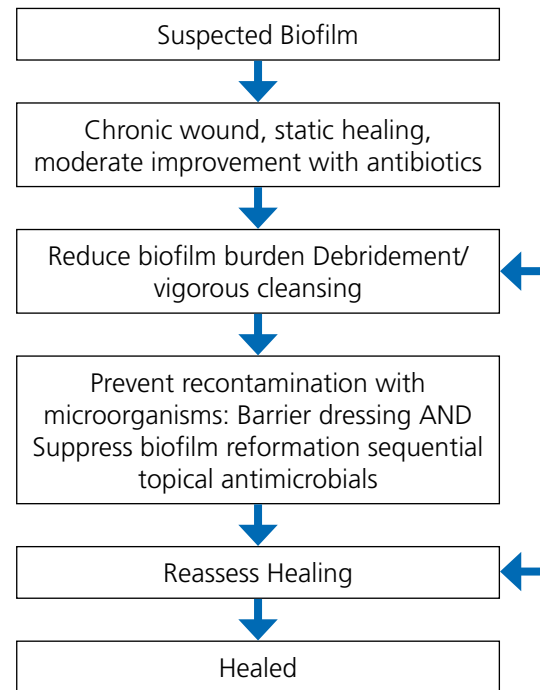 Suspected Biofilm
Chronic wound, static healing,
moderate improvement with antibiotics
Reduce biofilm burden Debridement/
vigorous cleansing
Prevent recontamination with
microorganisms: Barrier dressing AND
Suppress biofilm reformation sequential
topical antimicrobials
Reassess Healing
Healed